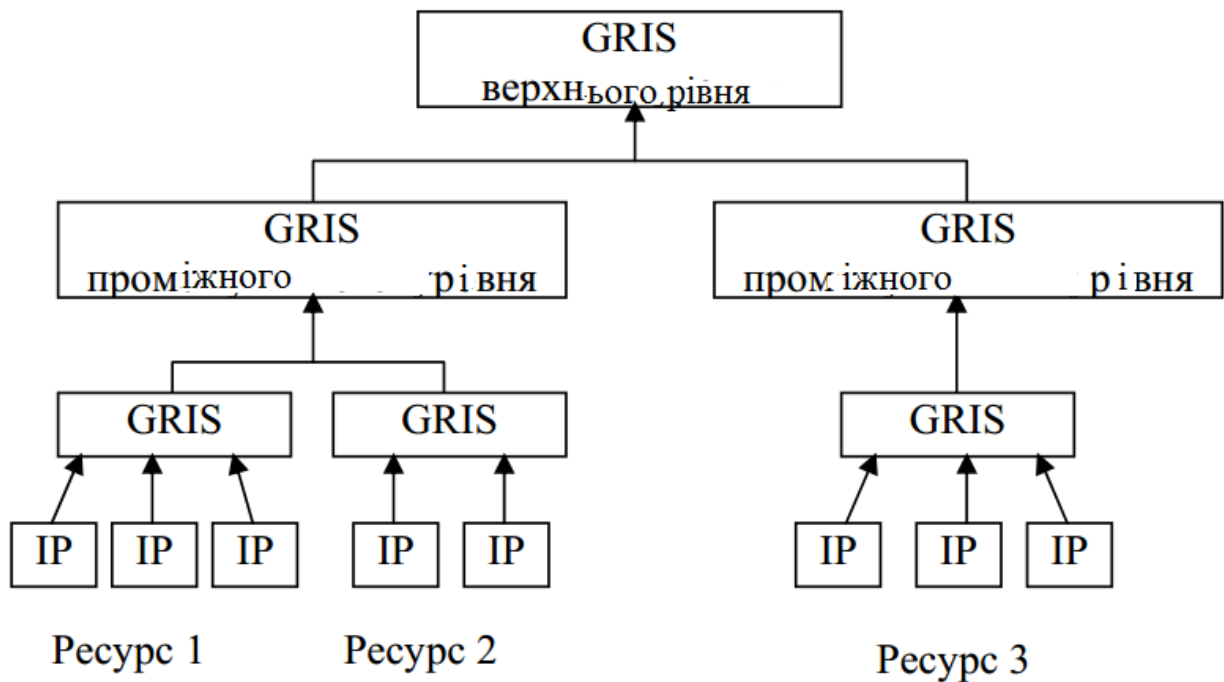 GRIS
верхнього рівня
GRIS
проміжного рівня
GRIS
проміжного рівня
GRIS
GRIS
GRIS
IP
IP
IP
IP
IP
IP
IP
IP
Ресурс 1
Ресурс 2
Ресурс 3